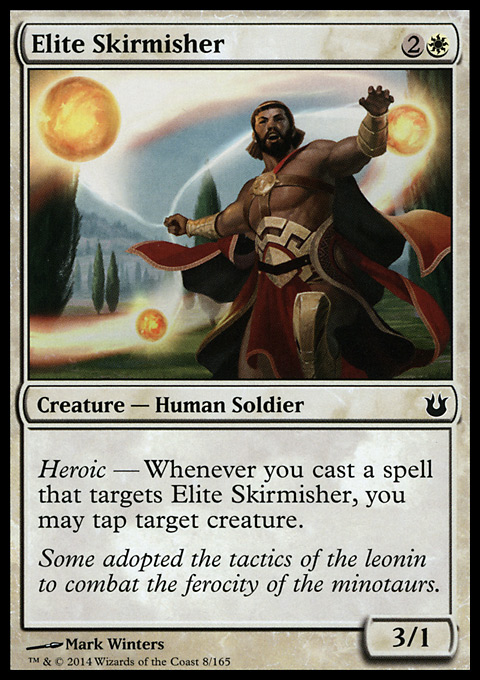 Elite Skirmisher 2
Creature — Human Soldier
Heroic — Whenever you cast a spell
that targets Elite Skirmisher, you
may tap target creature.
Some adopted the tactics of the leonin
to combat the ferocity of the minotaurs.
Mark Winters
3/1
™ & © 2014 Wizards of the Coast 8/165